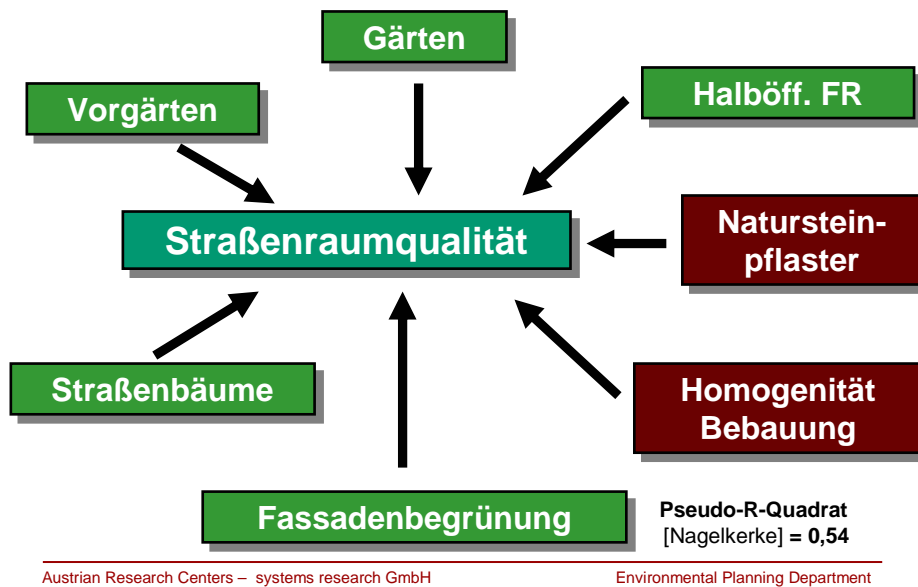 Gärten
Vorgärten
Halböff. FR
Straßenraumqualität
Naturstein-
pflaster
Straßenbäume
Homogenität
Bebauung
Fassadenbegrünung
Pseudo-R-Quadrat
[Nagelkerke] = 0,54
Austrian Research Centers – systems research GmbH
Environmental Planning Department